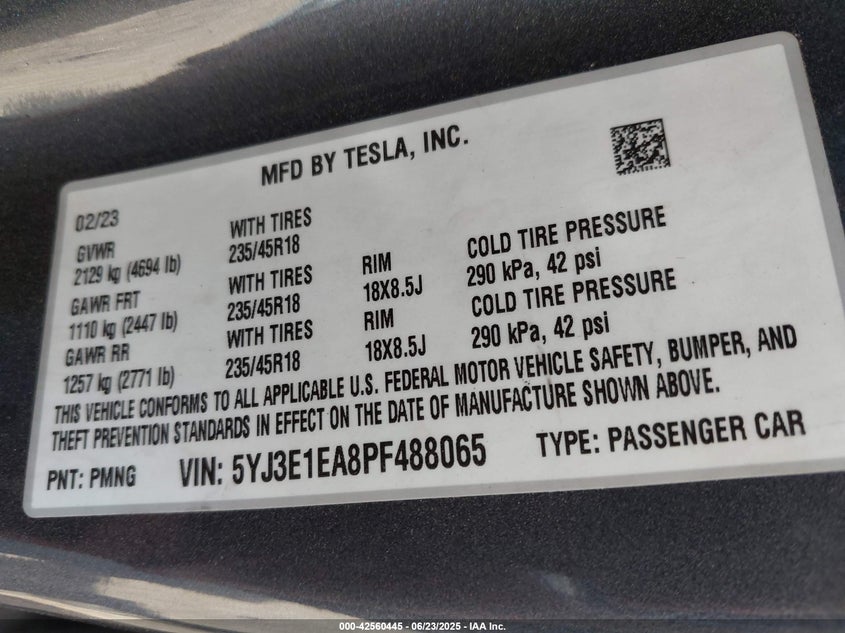 MFD BY TESLA, INC.
02/23
GVWR WITH TIRES
2129 kg (4694 lb) 235/45R18
GAWR FRT WITH TIRES RIM COLD TIRE PRESSURE
1110 kg (2447 lb) 235/45R18 18X8.5J 290 kPa, 42 psi
GAWR RR WITH TIRES RIM COLD TIRE PRESSURE
1257 kg (2771 lb) 235/45R18 18X8.5J 290 kPa, 42 psi
THIS VEHICLE CONFORMS TO ALL APPLICABLE U.S. FEDERAL MOTOR VEHICLE SAFETY, BUMPER, AND
THEFT PREVENTION STANDARDS IN EFFECT ON THE DATE OF MANUFACTURE SHOWN ABOVE.
PNT: PMNG VIN: 5YJ3E1EA8PF488065 TYPE: PASSENGER CAR
000-42560445 - 06/23/2025 - IAA Inc.